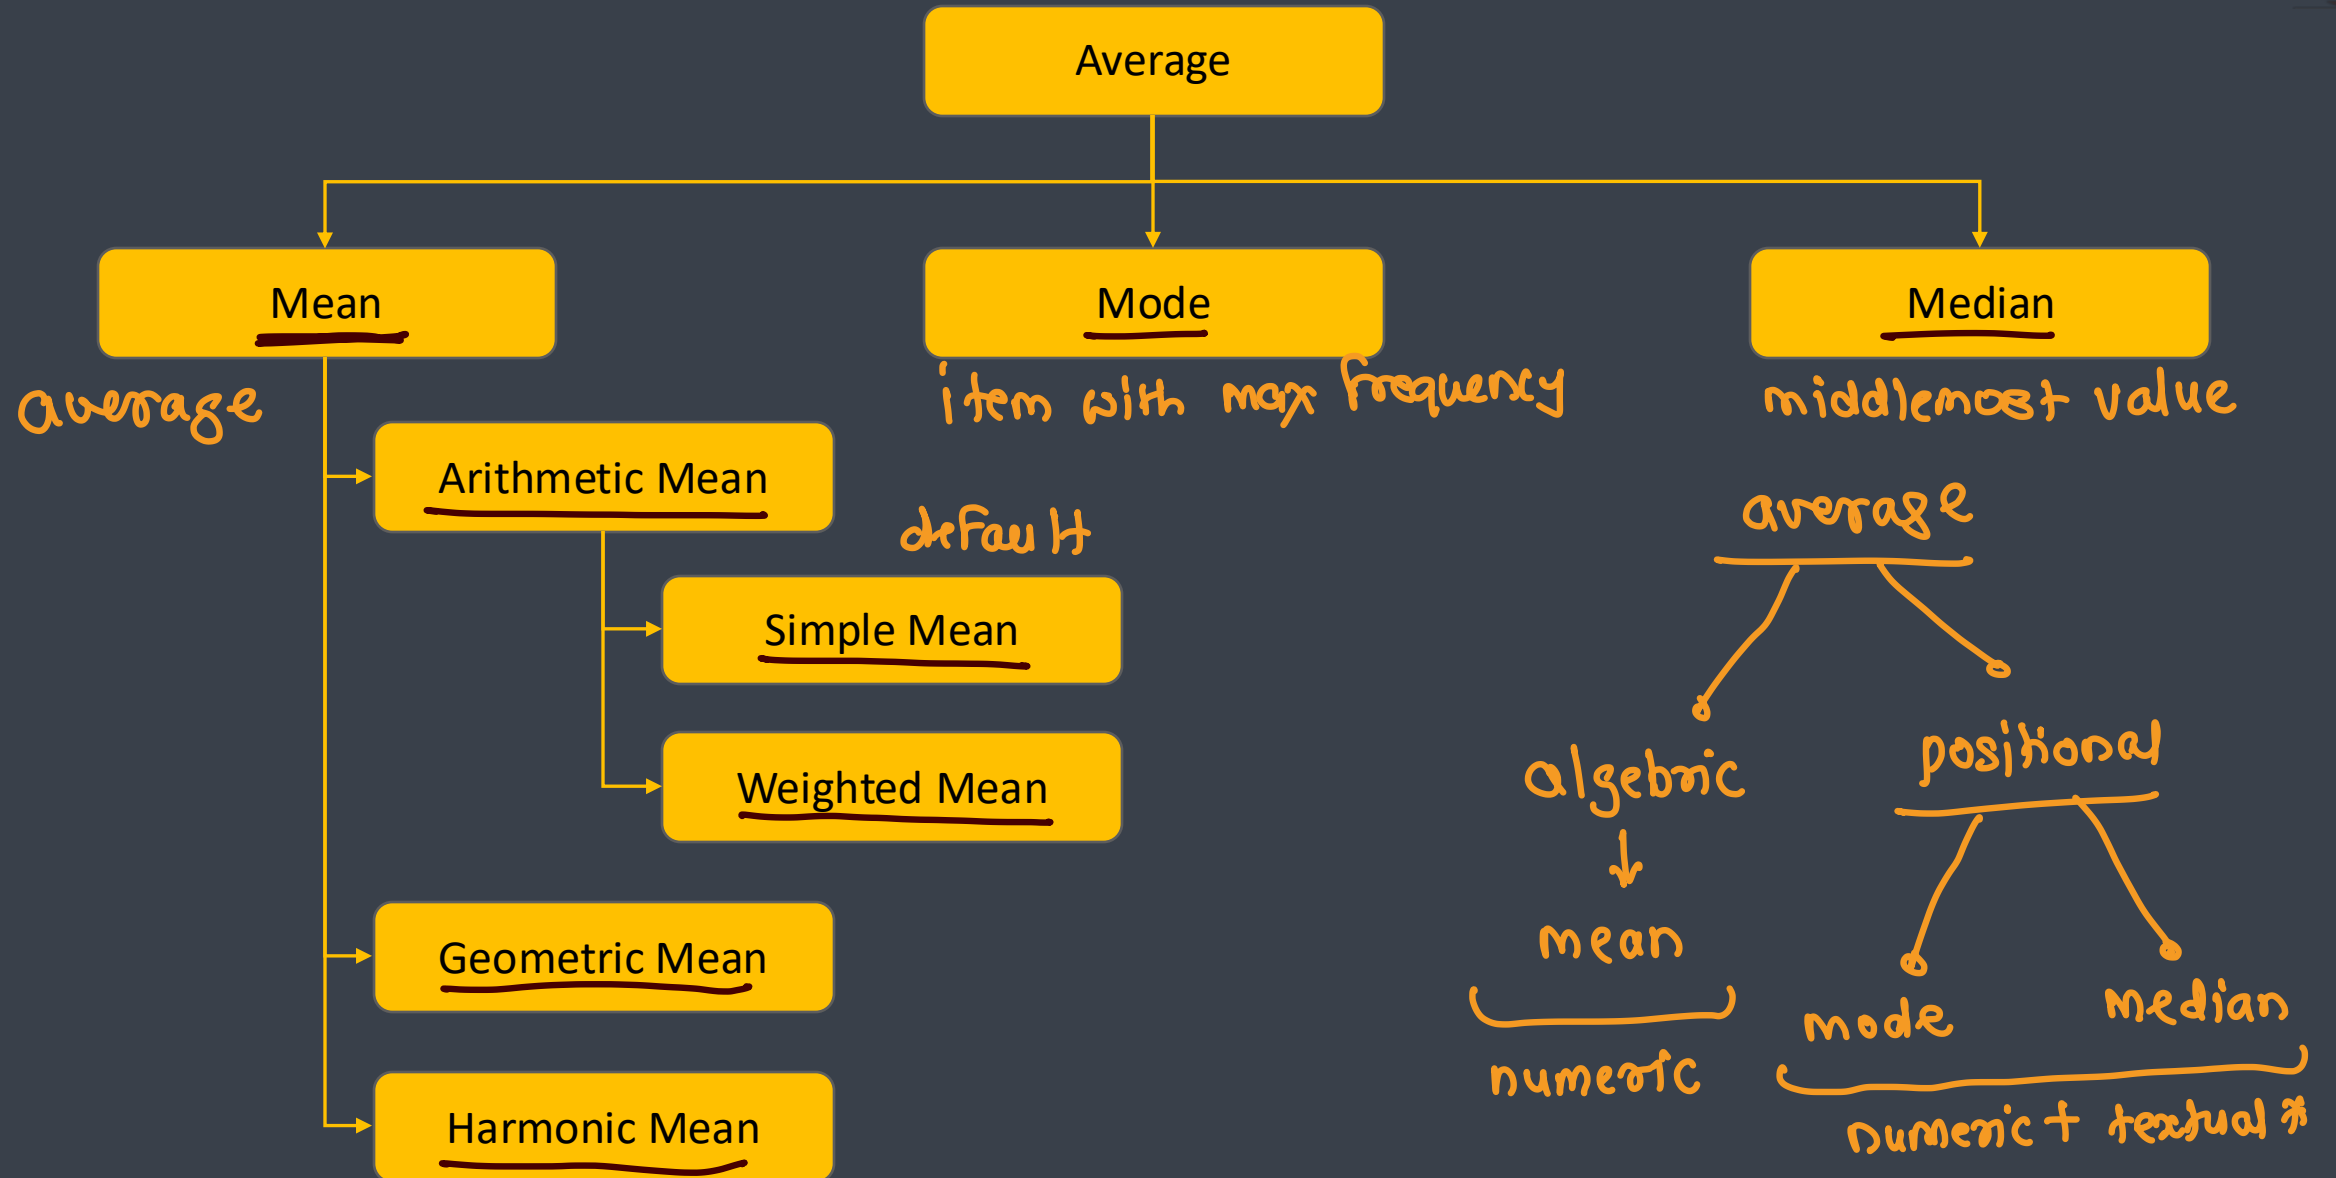 Average
Mean
Mode
Median
average
item with max frequency
middlemost value
Arithmetic Mean
default
average
Simple Mean
Weighted Mean
algebric
positional
mean
Geometric Mean
mode
median
numeric
Harmonic Mean
numeric + textual *